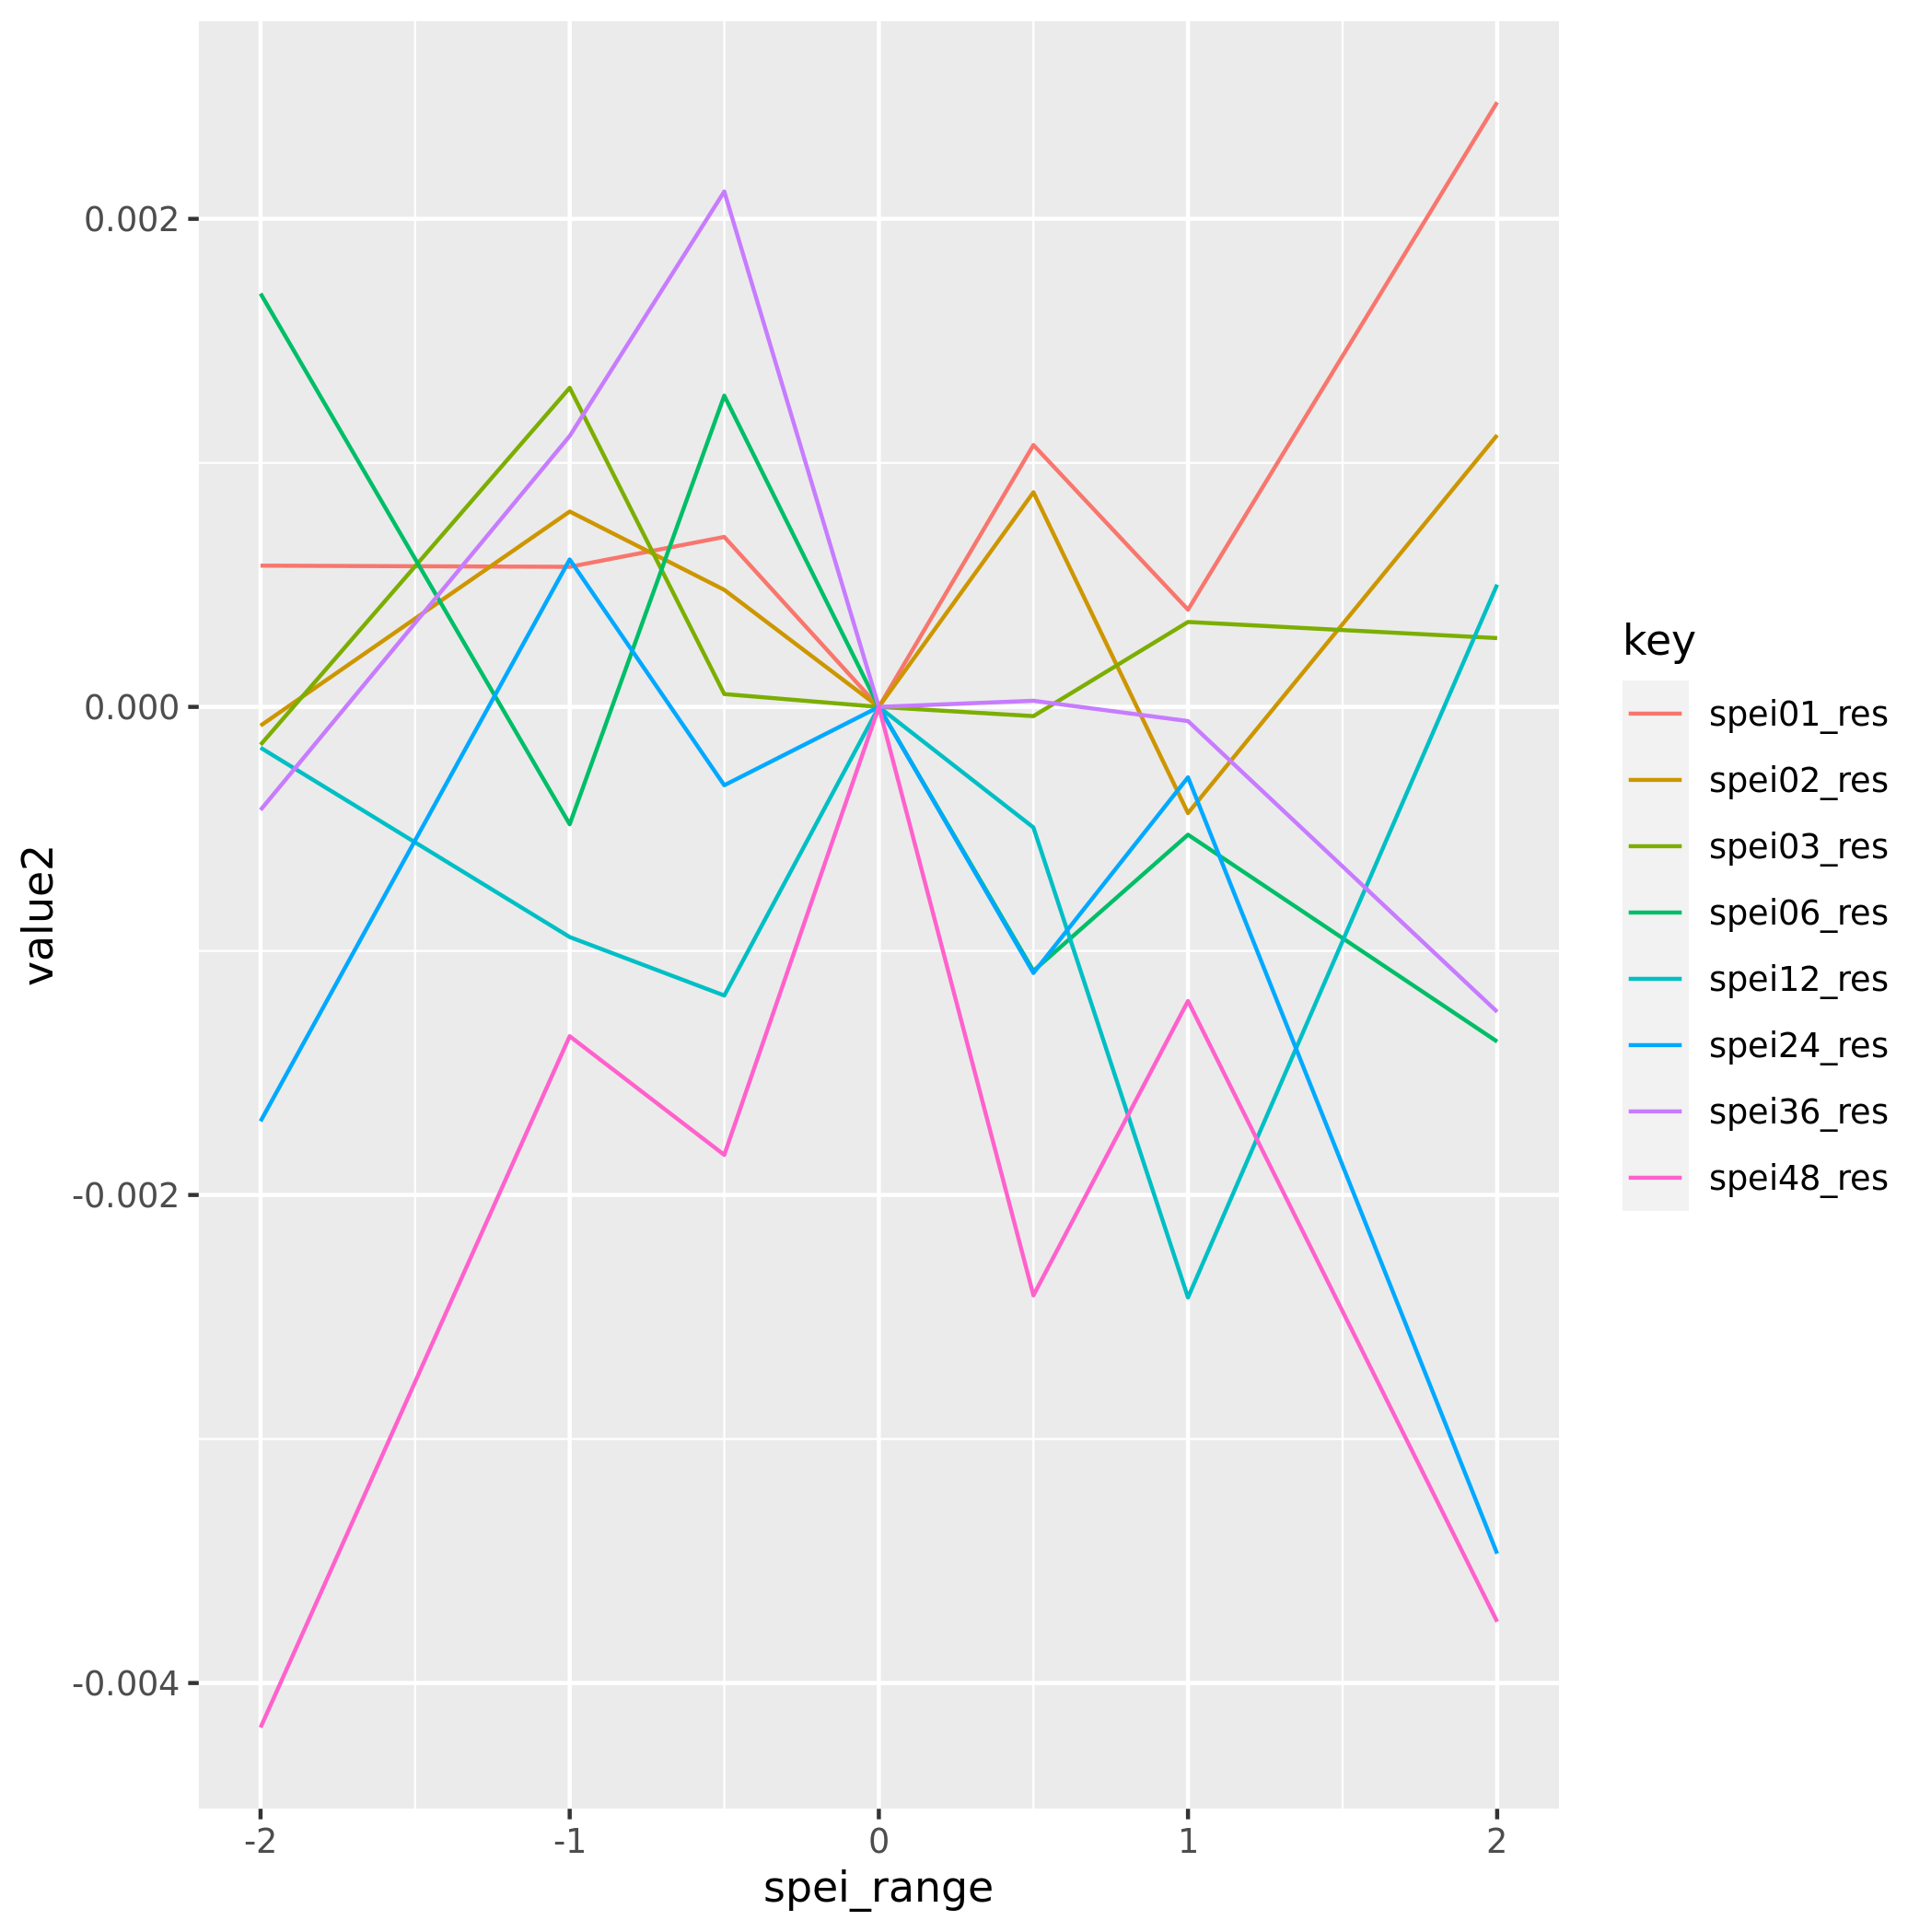 value2
0.002
0.000
-0.002
-0.004
-2
-1
0
1
2
spei_range
key
spei01_res
spei02_res
spei03_res
spei06_res
spei12_res
spei24_res
spei36_res
spei48_res